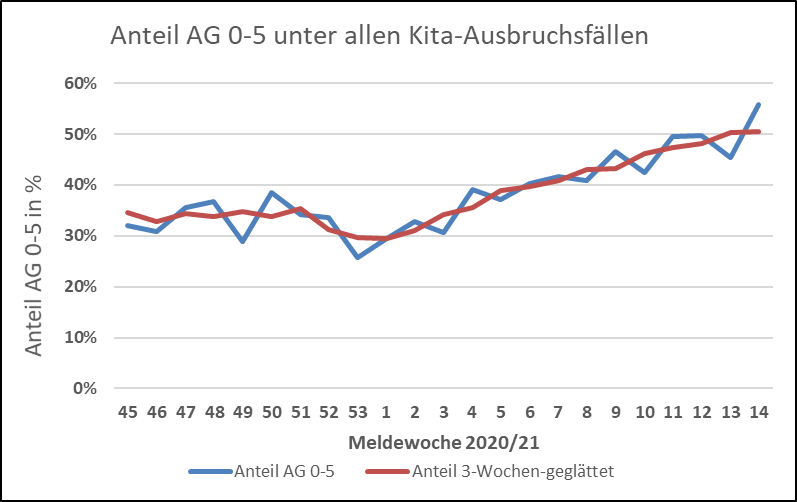 Anteil AG 0-5 unter allen Kita-Ausbruchsfällen
60%
50%
40%
30%
20%
10%
0%
Anteil AG 0-5 in %
45 46 47 48 49 50 51 52 53 1 2 3 4 5 6 7 8 9 10 11 12 13 14
Meldewoche 2020/21
Anteil AG 0-5 Anteil 3-Wochen-geglättet